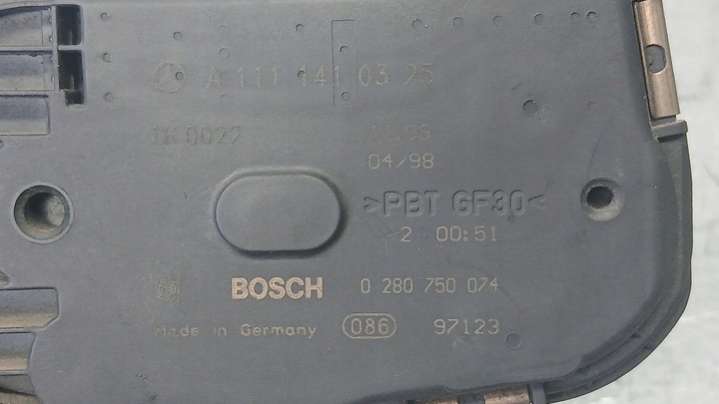 A 111 141 03 25
DK0022
04/98
>PBT GF30<
2 00:51
BOSCH 0 280 750 074
Made in Germany 086 97123